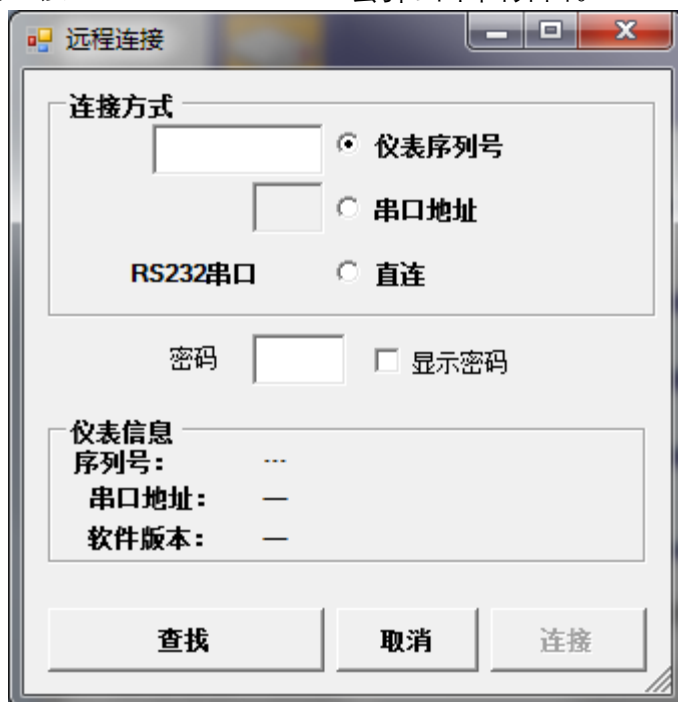 远程连接
连接方式
仪表序列号
串口地址
RS232串口 直连
密码 显示密码
仪表信息
序列号: ---
串口地址: —
软件版本: —
查找 取消 连接